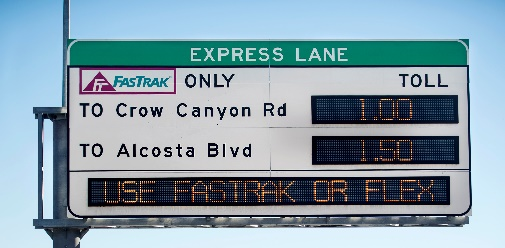 EXPRESS LANE
FASTRAK ONLY TOLL
TO Crow Canyon Rd 1.00
TO Alcosta Blvd 1.50
USE FASTRAK OR FLEX